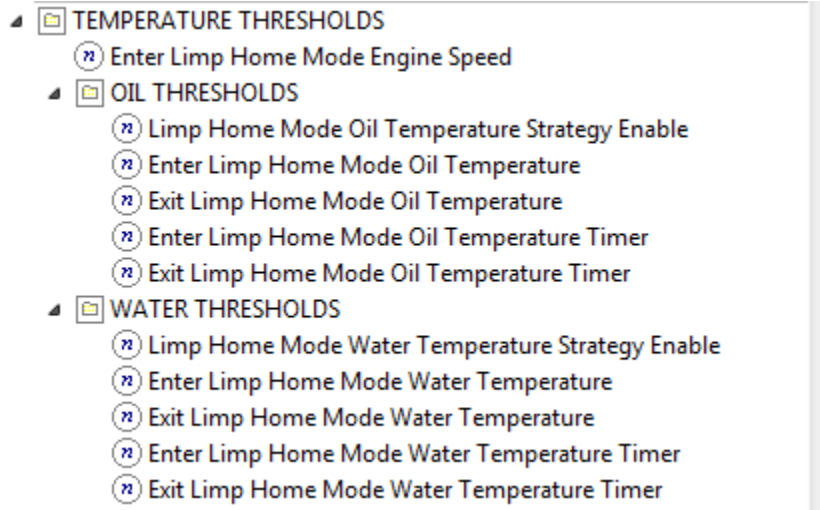 TEMPERATURE THRESHOLDS
Enter Limp Home Mode Engine Speed
OIL THRESHOLDS
Limp Home Mode Oil Temperature Strategy Enable
Enter Limp Home Mode Oil Temperature
Exit Limp Home Mode Oil Temperature
Enter Limp Home Mode Oil Temperature Timer
Exit Limp Home Mode Oil Temperature Timer
WATER THRESHOLDS
Limp Home Mode Water Temperature Strategy Enable
Enter Limp Home Mode Water Temperature
Exit Limp Home Mode Water Temperature
Enter Limp Home Mode Water Temperature Timer
Exit Limp Home Mode Water Temperature Timer